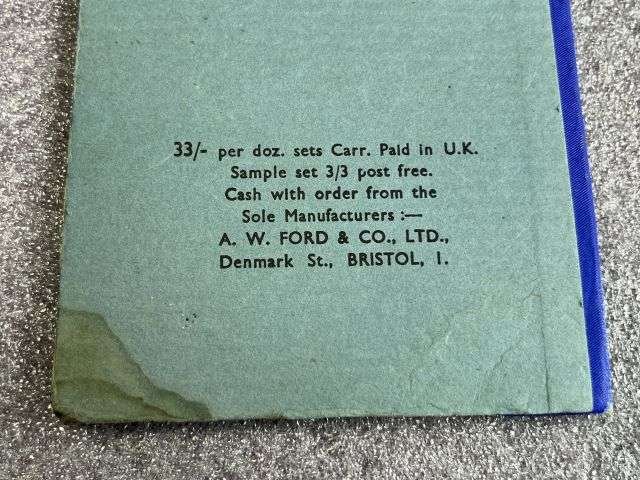 33/- per doz. sets Carr. Paid in U.K.
Sample set 3/3 post free.
Cash with order from the
Sole Manufacturers :—
A. W. FORD & CO., LTD.,
Denmark St., BRISTOL, 1.